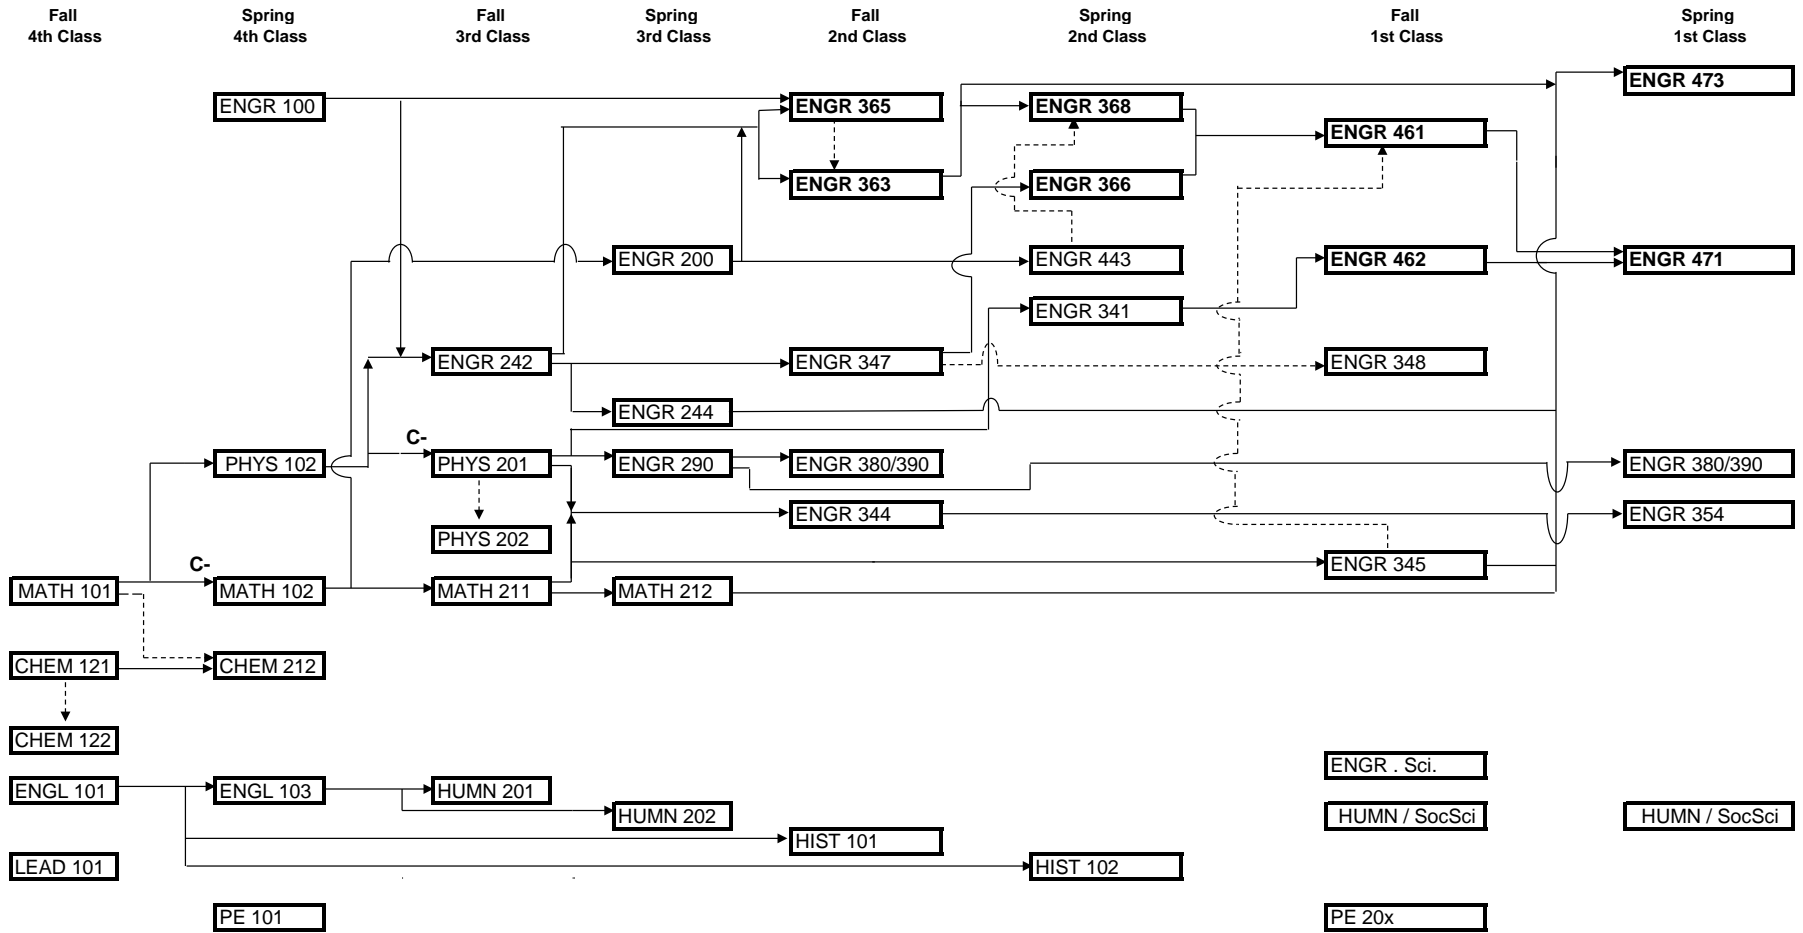 Fall
4th Class
Spring
4th Class
Fall
3rd Class
Spring
3rd Class
Fall
2nd Class
Spring
2nd Class
Fall
1st Class
Spring
1st Class
ENGR 473
ENGR 100
ENGR 365
ENGR 368
ENGR 461
ENGR 363
ENGR 366
ENGR 200
ENGR 443
ENGR 462
ENGR 471
ENGR 341
ENGR 242
ENGR 347
ENGR 348
ENGR 244
C-
PHYS 102
PHYS 201
ENGR 290
ENGR 380/390
ENGR 380/390
ENGR 344
ENGR 354
PHYS 202
C-
ENGR 345
MATH 101
MATH 102
MATH 211
MATH 212
CHEM 121
CHEM 212
CHEM 122
ENGR . Sci.
ENGL 101
ENGL 103
HUMN 201
HUMN 202
HUMN / SocSci
HUMN / SocSci
HIST 101
LEAD 101
HIST 102
PE 101
PE 20x